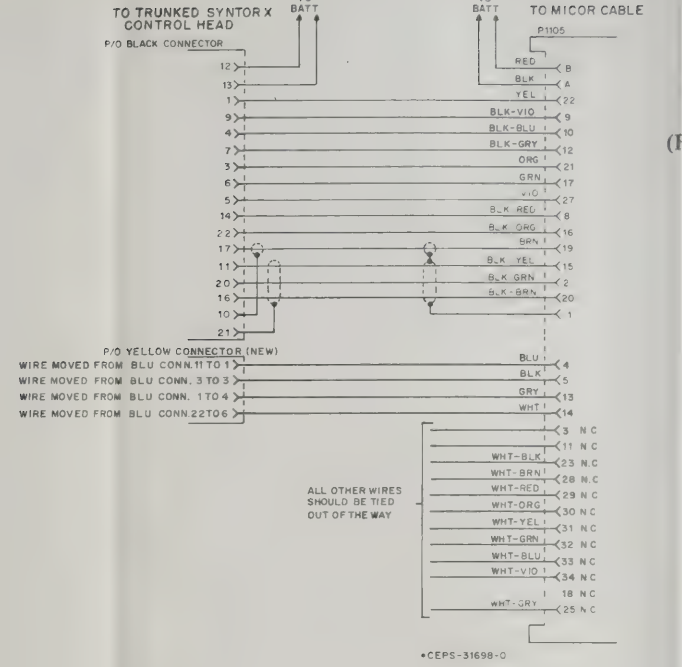 TO TRUNKED SYNTOR X
CONTROL HEAD
BATT
BATT
TO MICOR CABLE
P/O BLACK CONNECTOR
P1105
12 RED B
13 BLK A
1 YEL 22
9 BLK-VIO 9
4 BLK-BLU 10
7 BLK-GRY 12
3 ORG 21
6 GRN 17
5 VIO 27
14 BLK RED 8
22 BLK ORG 16
17 BRN 19
11 BLK YEL 15
20 BLK GRN 2
16 BLK-BRN 20
10 1
21
P/O YELLOW CONNECTOR (NEW)
WIRE MOVED FROM BLU CONN. 11 TO 1 BLU 4
WIRE MOVED FROM BLU CONN. 3 TO 3 BLK 5
WIRE MOVED FROM BLU CONN. 1 TO 4 GRY 13
WIRE MOVED FROM BLU CONN. 22 TO 6 WHT 14
3 N C
11 N C
WHT-BLK 23 N.C
WHT-BRN 28 N.C
WHT-RED 29 N C
WHT-ORG 30 N C
WHT-YEL 31 N C
WHT-GRN 32 N C
WHT-BLU 33 N C
WHT-VIO 34 N C
18 N C
WHT-GRY 25 N C
ALL OTHER WIRES
SHOULD BE TIED
OUT OF THE WAY
•CEPS-31698-O